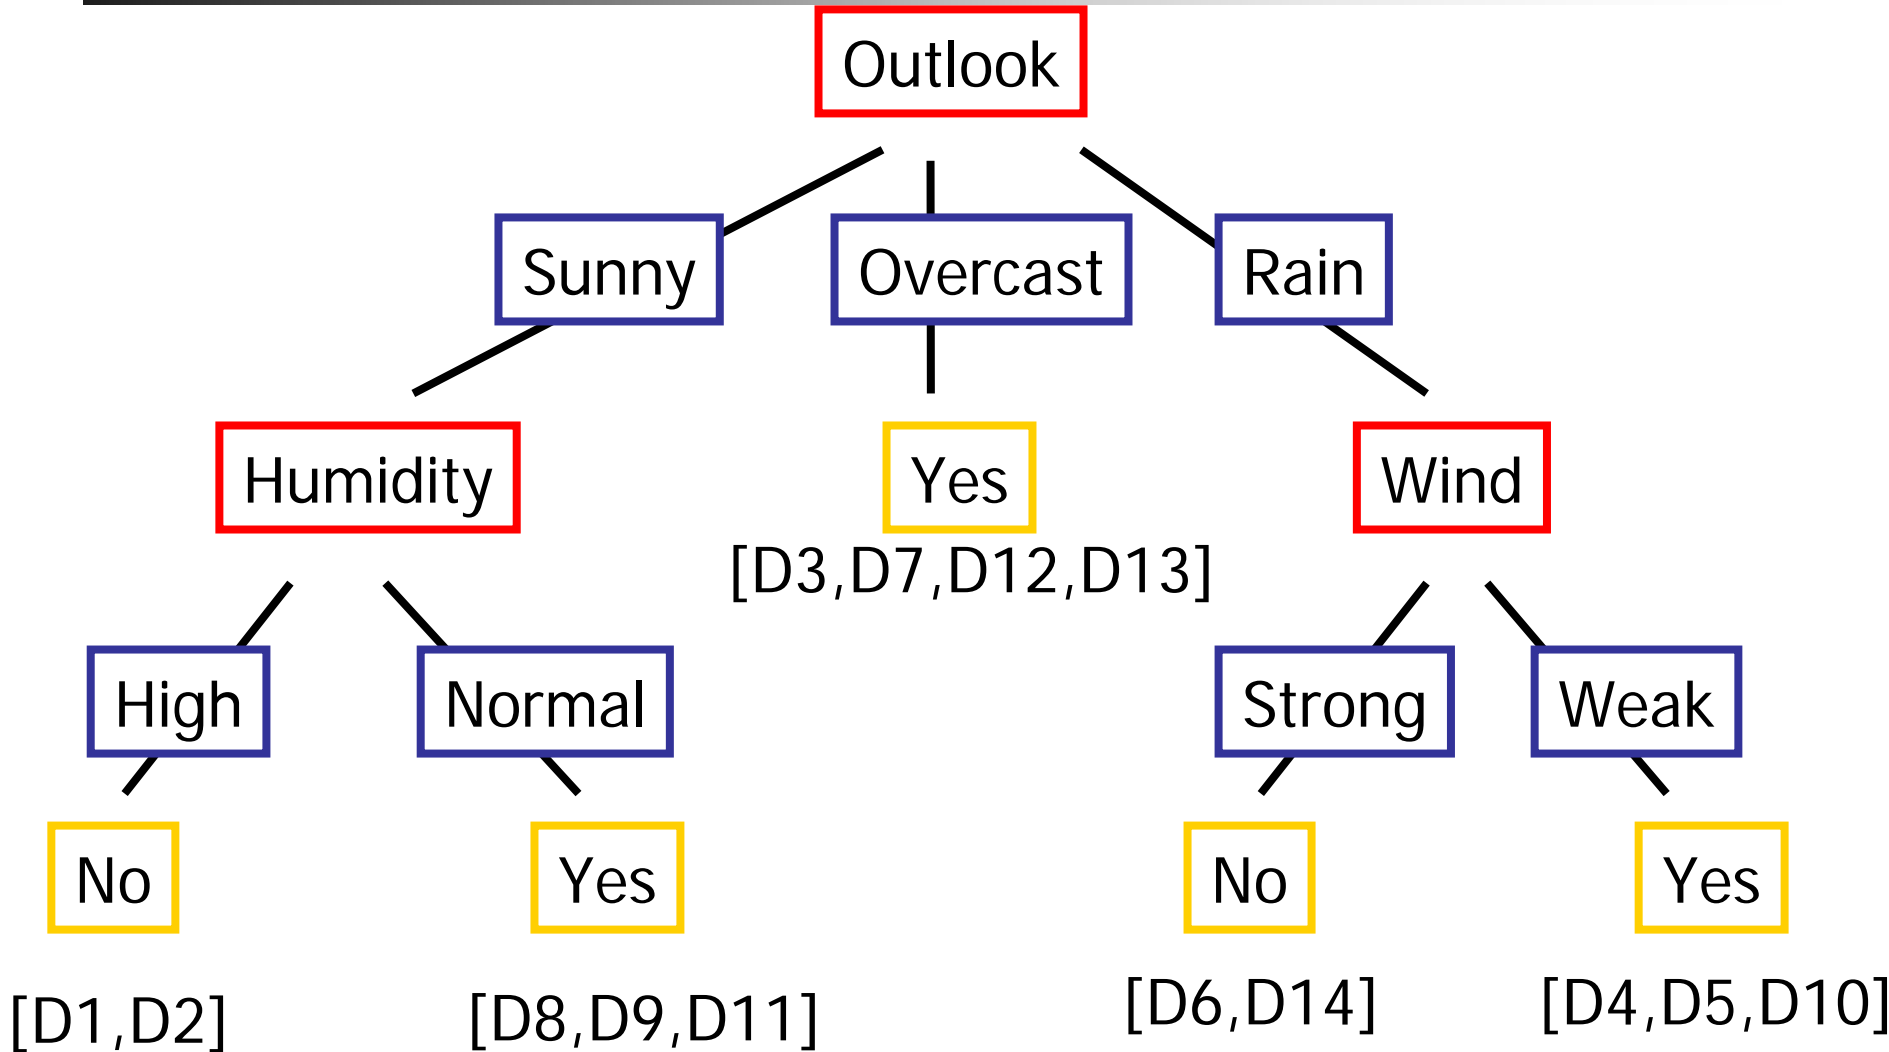 Outlook
Sunny Overcast Rain
Humidity Yes Wind
[D3,D7,D12,D13]
High Normal Strong Weak
No Yes No Yes
[D1,D2] [D8,D9,D11] [D6,D14] [D4,D5,D10]